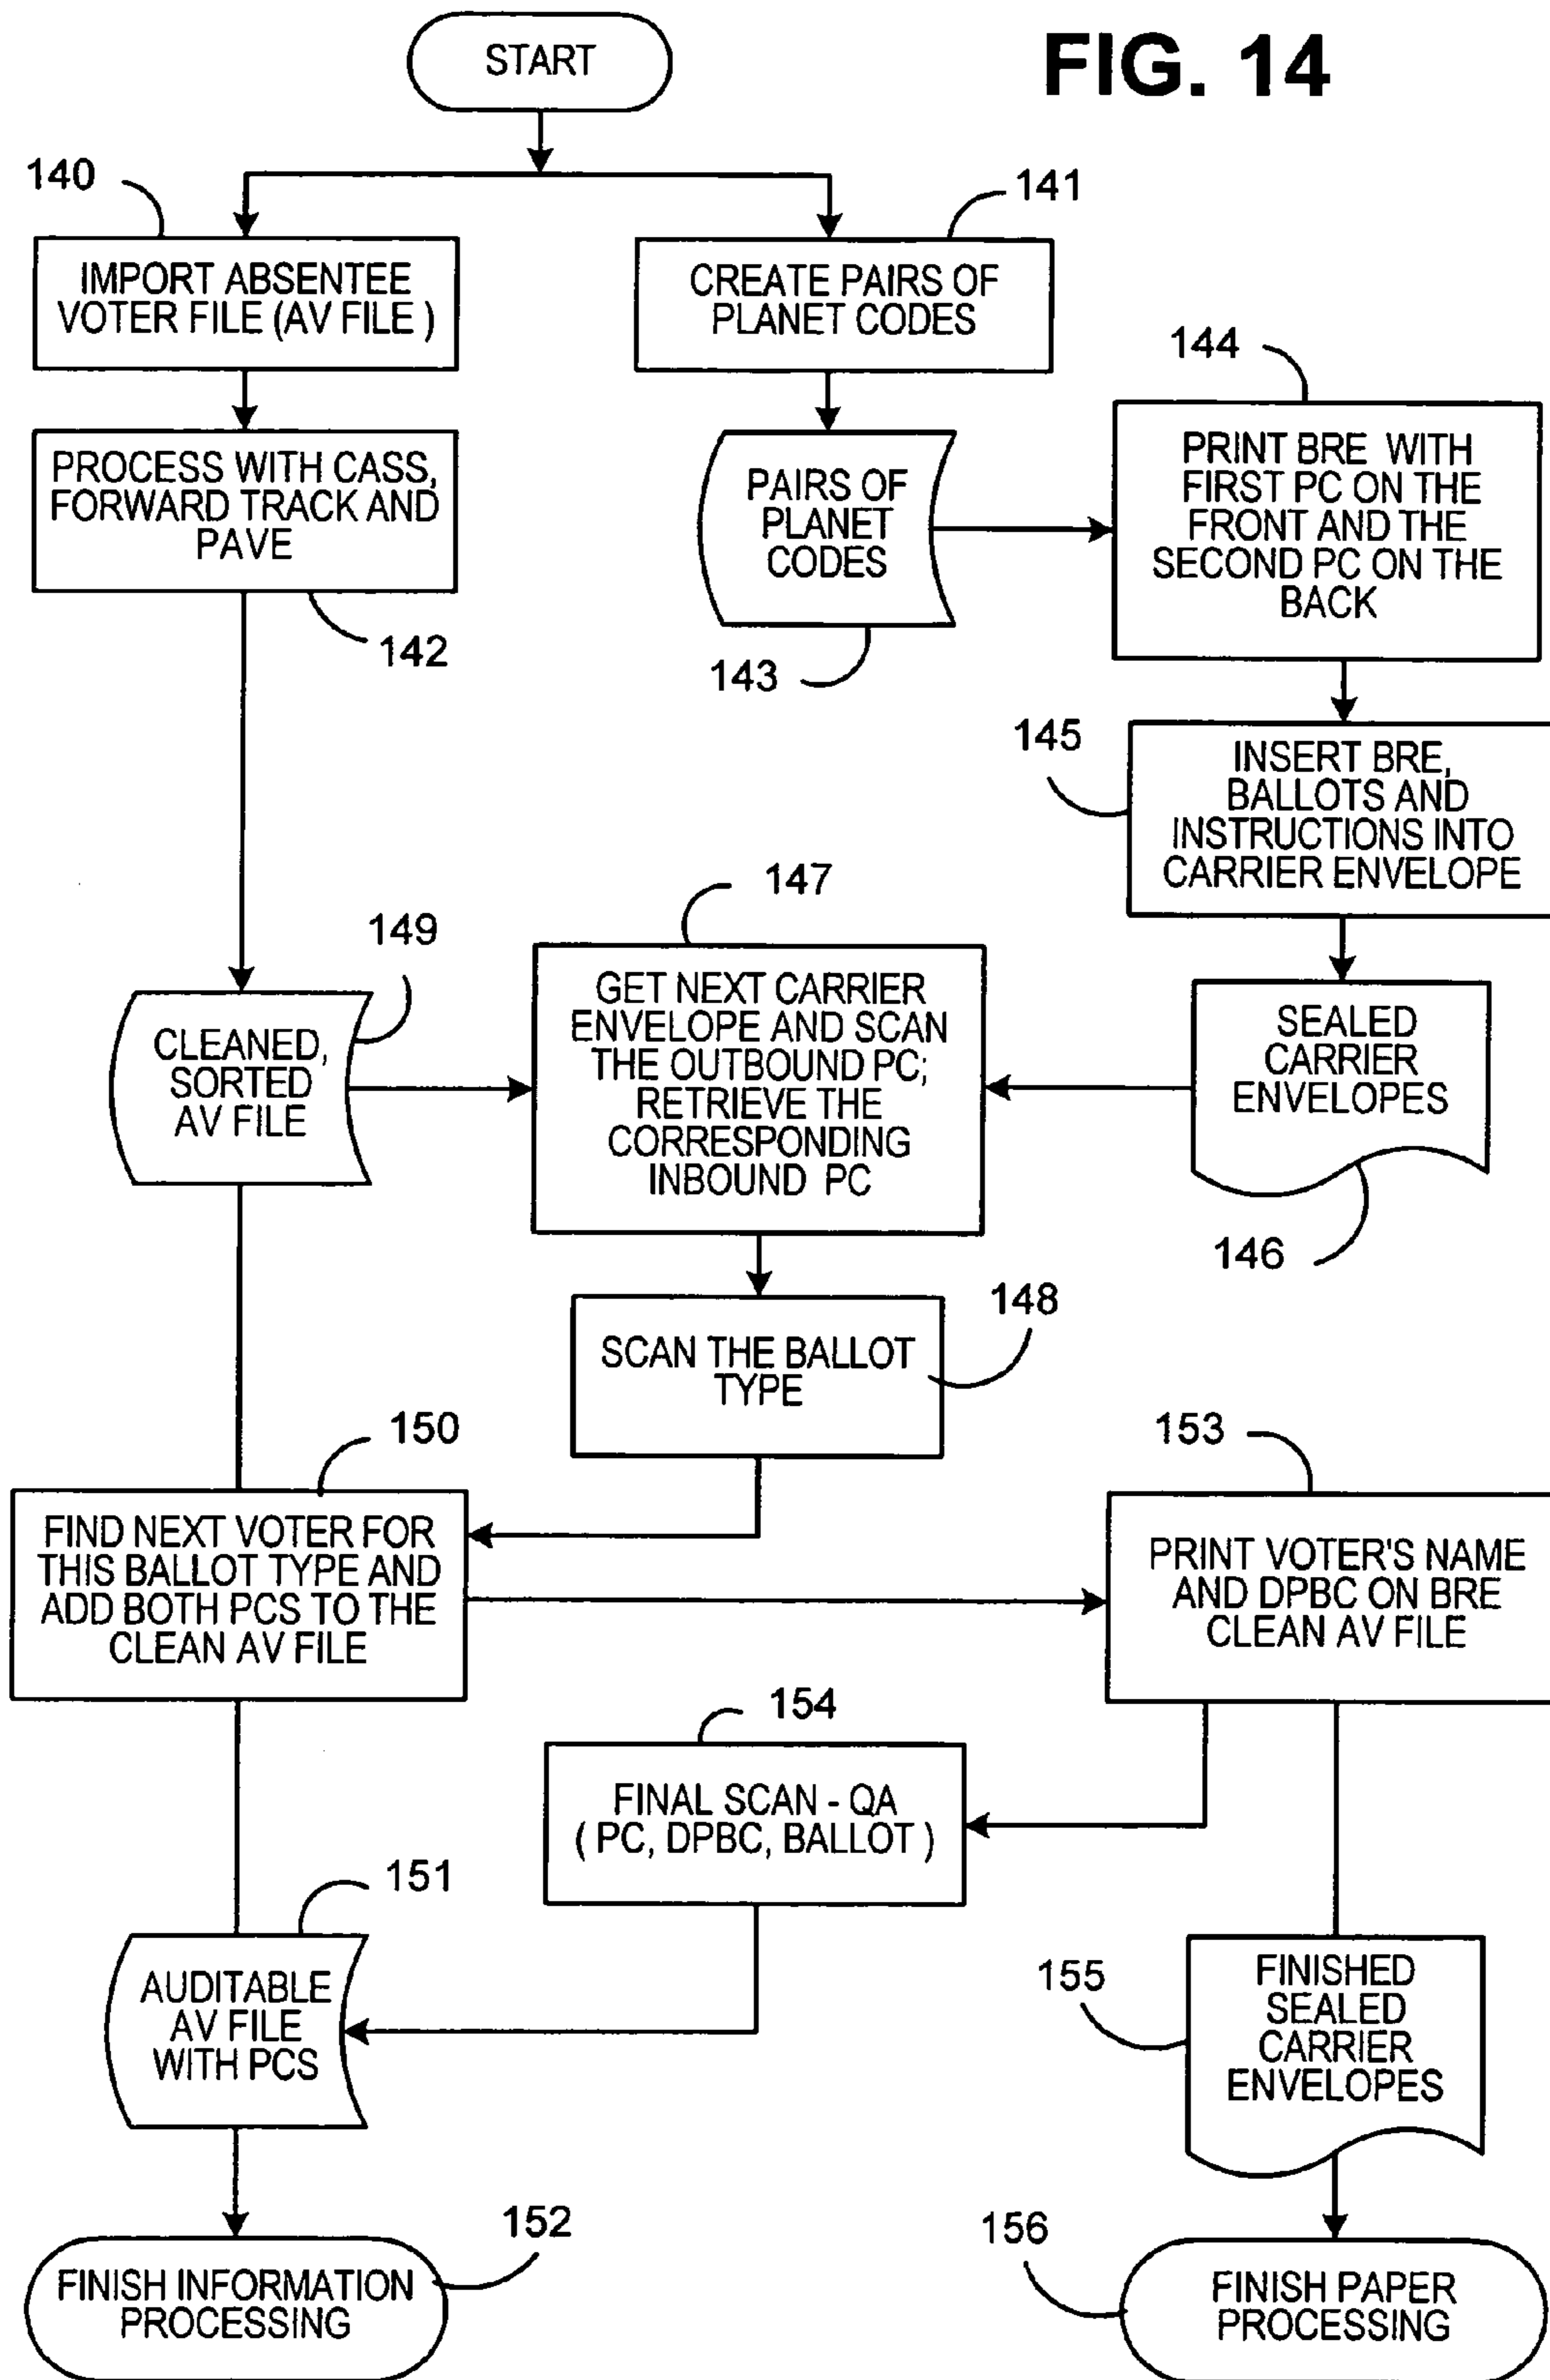 FIG. 14
START
140
141
IMPORT ABSENTEE
VOTER FILE (AV FILE )
CREATE PAIRS OF
PLANET CODES
144
PROCESS WITH CASS,
FORWARD TRACK AND
PAVE
142
PAIRS OF
PLANET
CODES
143
PRINT BRE WITH
FIRST PC ON THE
FRONT AND THE
SECOND PC ON THE
BACK
145
INSERT BRE,
BALLOTS AND
INSTRUCTIONS INTO
CARRIER ENVELOPE
147
149
CLEANED,
SORTED
AV FILE
GET NEXT CARRIER
ENVELOPE AND SCAN
THE OUTBOUND PC;
RETRIEVE THE
CORRESPONDING
INBOUND PC
SEALED
CARRIER
ENVELOPES
146
148
SCAN THE BALLOT
TYPE
150
153
FIND NEXT VOTER FOR
THIS BALLOT TYPE AND
ADD BOTH PCS TO THE
CLEAN AV FILE
PRINT VOTER'S NAME
AND DPBC ON BRE
CLEAN AV FILE
154
FINAL SCAN - QA
( PC, DPBC, BALLOT )
151
AUDITABLE
AV FILE
WITH PCS
155
FINISHED
SEALED
CARRIER
ENVELOPES
152
156
FINISH INFORMATION
PROCESSING
FINISH PAPER
PROCESSING